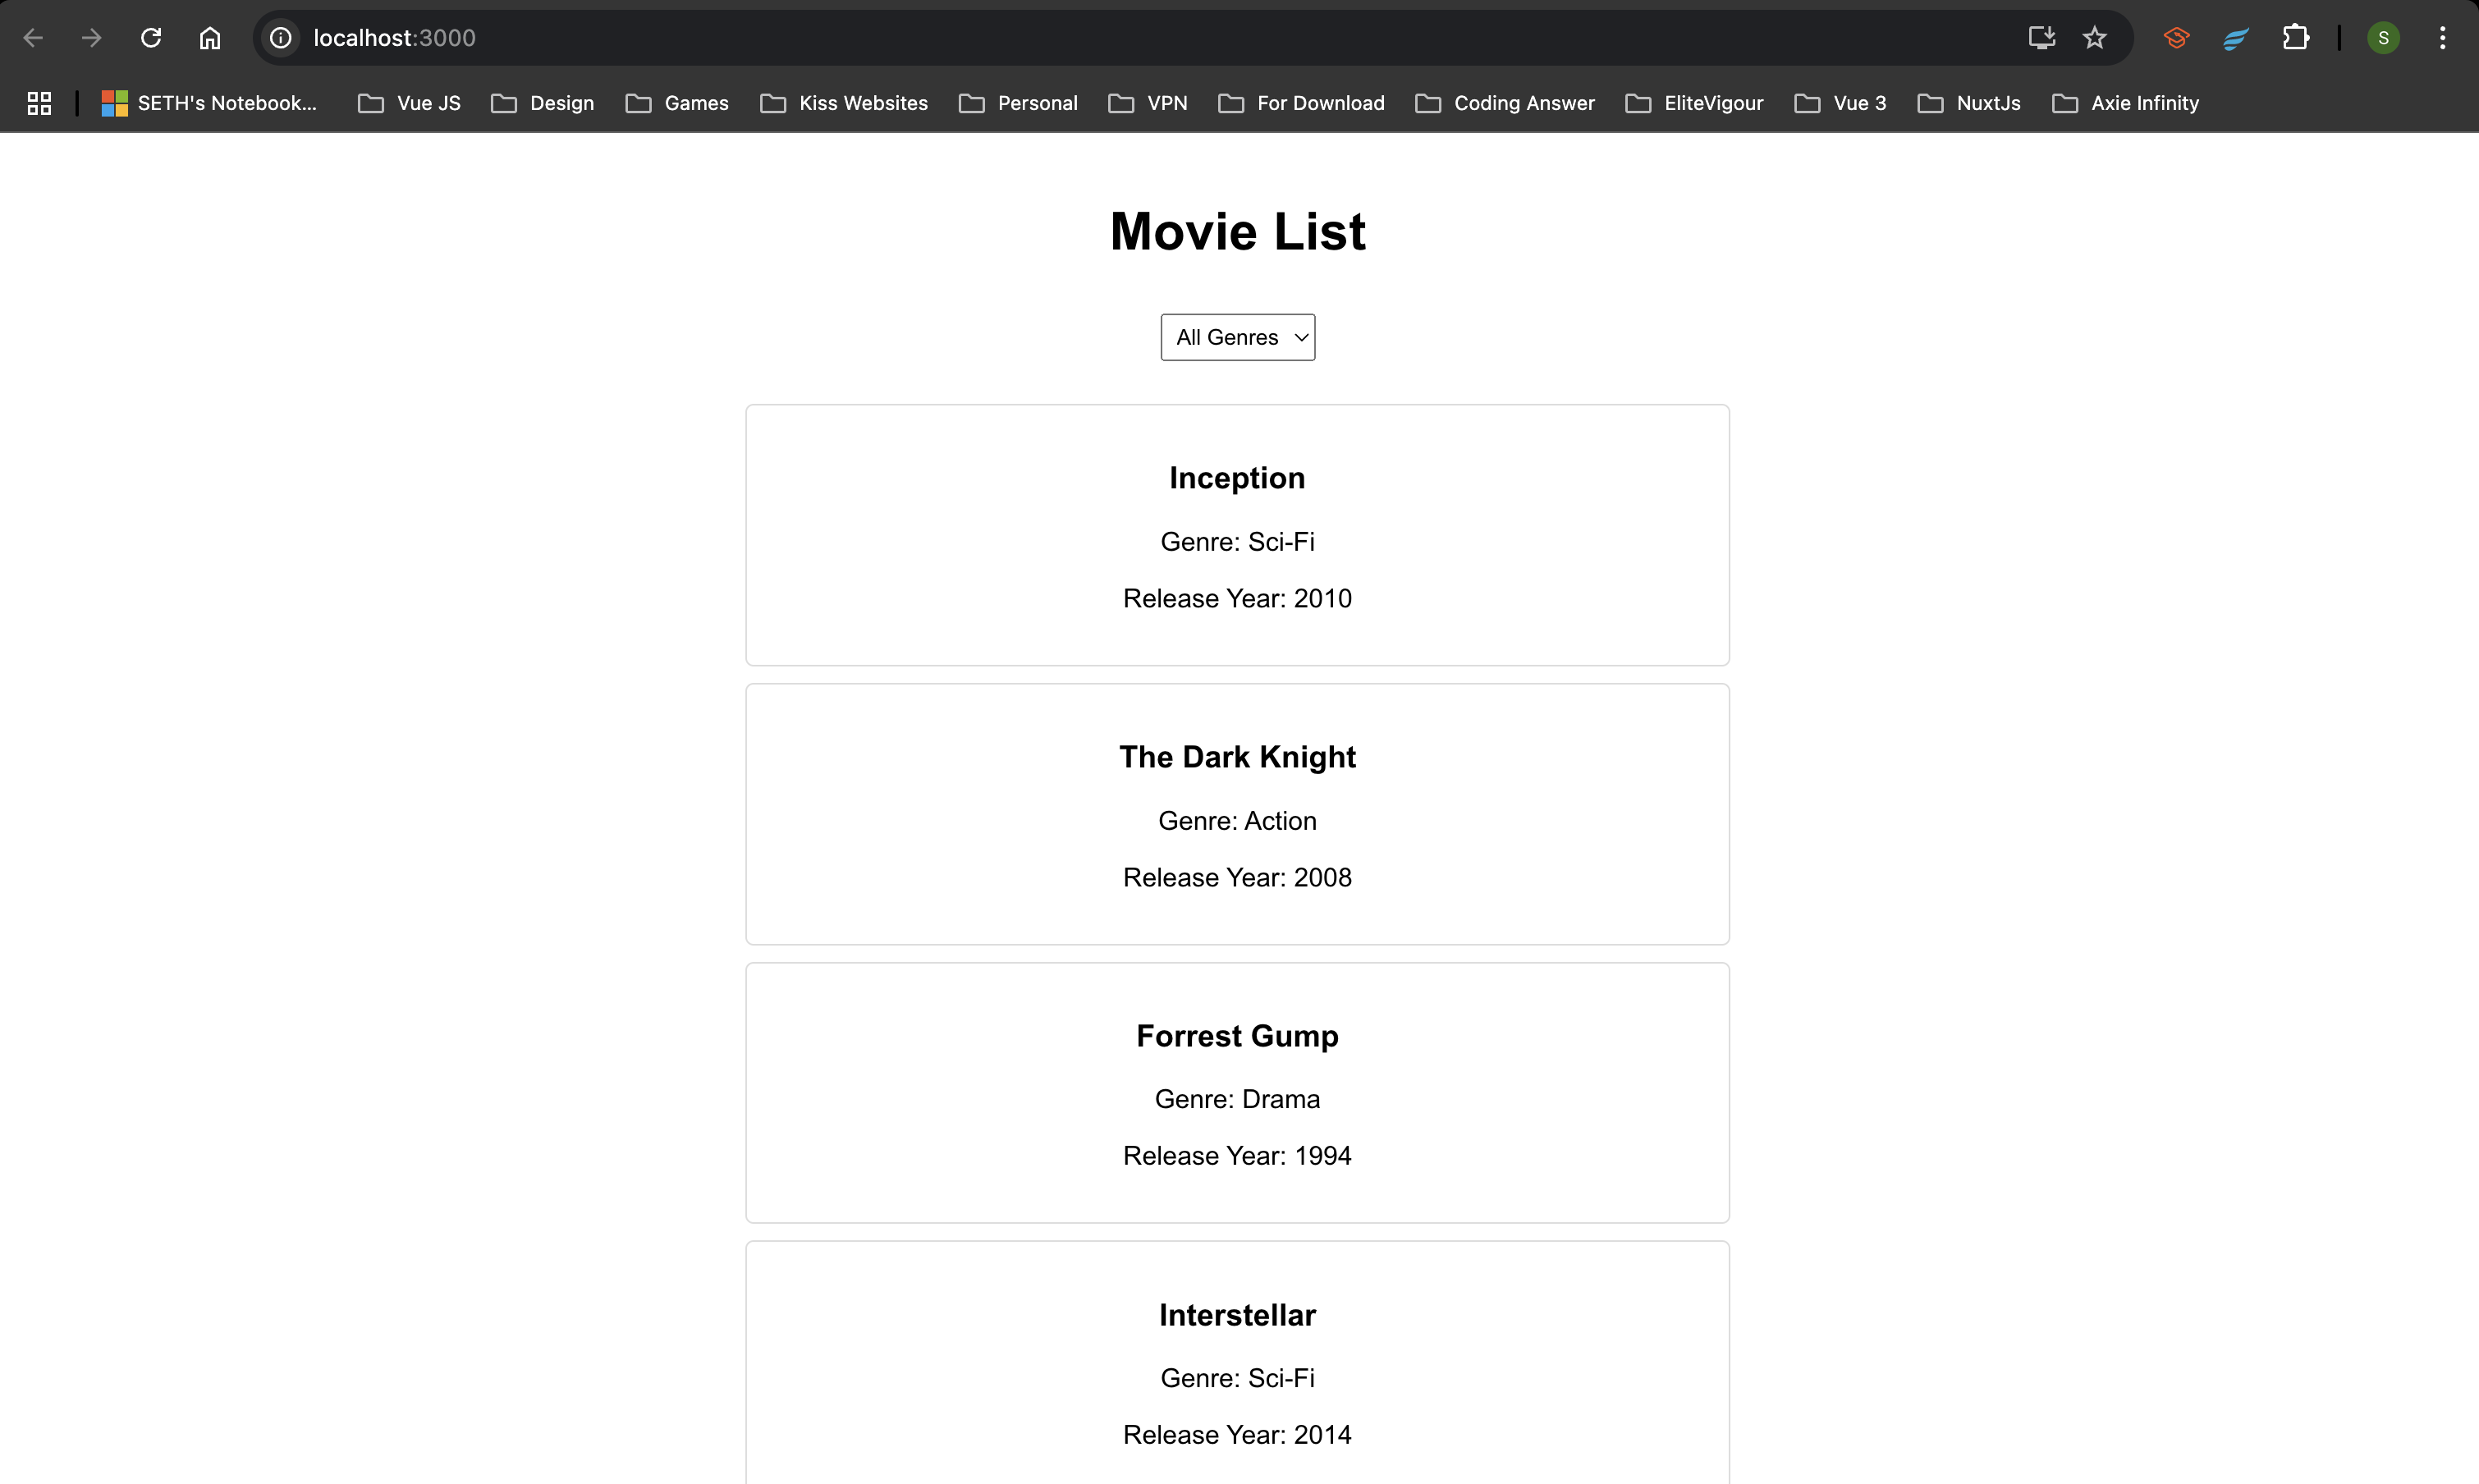 localhost:3000
S
SETH's Notebook... Vue JS Design Games Kiss Websites Personal VPN For Download Coding Answer EliteVigour Vue 3 NuxtJs Axie Infinity
Movie List
All Genres
Inception
Genre: Sci-Fi
Release Year: 2010
The Dark Knight
Genre: Action
Release Year: 2008
Forrest Gump
Genre: Drama
Release Year: 1994
Interstellar
Genre: Sci-Fi
Release Year: 2014